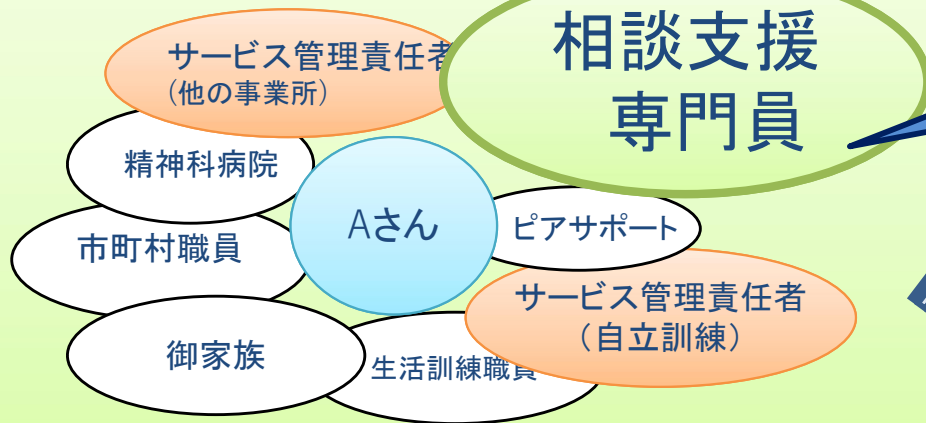 サービス管理責任者
(他の事業所)
相談支援
専門員
精神科病院
Aさん
ピアサポート
市町村職員
サービス管理責任者
（自立訓練）
御家族
生活訓練職員